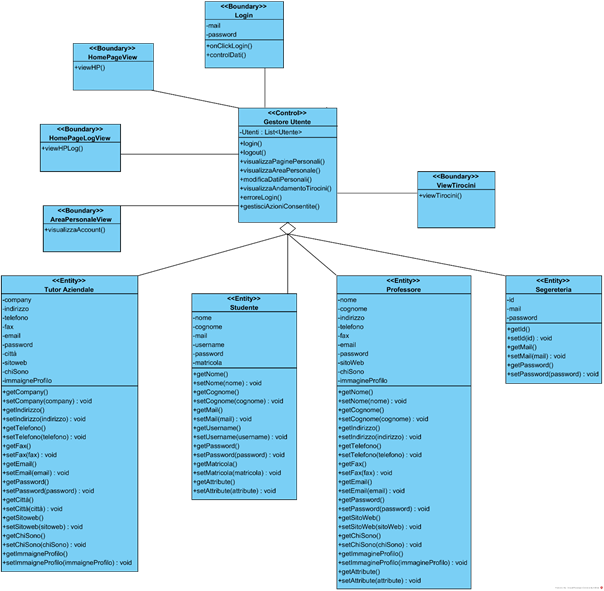 <<Boundary>>
Login
-mail
-password
+onClickLogin()
+controlDati()
<<Boundary>>
HomePageView
+viewHP()
<<Boundary>>
HomePageLogView
+viewHPLog()
<<Boundary>>
AreaPersonaleView
+visualizzaAccount()
<<Control>>
Gestore Utente
-Utenti : List<Utente>
+login()
+logout()
+visualizzaPaginePersonali()
+visualizzaAreaPersonale()
+modificaDatiPersonali()
+visualizzaAndamentoTirocini()
+erroreLogin()
+gestisciAzioniConsentite()
<<Boundary>>
ViewTirocini
+viewTirocini()
<<Entity>>
Tutor Aziendale
-company
-indirizzo
-telefono
-fax
-email
-password
-città
-sitoweb
-chiSono
-immaigneProfilo
+getCompany()
+setCompany(company) : void
+getIndirizzo()
+setIndirizzo(indirizzo) : void
+getTelefono()
+setTelefono(telefono) : void
+getFax()
+setFax(fax) : void
+getEmail()
+setEmail(email) : void
+getPassword()
+setPassword(password) : void
+getCittà()
+setCittà(città) : void
+getSitoweb()
+setSitoweb(sitoweb) : void
+getChiSono()
+setChiSono(chiSono) : void
+getImmaigneProfilo()
+setImmaigneProfilo(immaigneProfilo) : void
<<Entity>>
Studente
-nome
-cognome
-mail
-username
-password
-matricola
+getNome()
+setNome(nome) : void
+getCognome()
+setCognome(cognome) : void
+getMail()
+setMail(mail) : void
+getUsername()
+setUsername(username) : void
+getPassword()
+setPassword(password) : void
+getMatricola()
+setMatricola(matricola) : void
+getAttribute()
+setAttribute(attribute) : void
<<Entity>>
Professore
-nome
-cognome
-indirizzo
-telefono
-fax
-email
-password
-sitoWeb
-chiSono
-immagineProfilo
+getNome()
+setNome(nome) : void
+getCognome()
+setCognome(cognome) : void
+getIndirizzo()
+setIndirizzo(indirizzo) : void
+getTelefono()
+setTelefono(telefono) : void
+getFax()
+setFax(fax) : void
+getEmail()
+setEmail(email) : void
+getPassword()
+setPassword(password) : void
+getSitoWeb()
+setSitoWeb(sitoWeb) : void
+getChiSono()
+setChiSono(chiSono) : void
+getImmagineProfilo()
+setImmagineProfilo(immagineProfilo) : void
+getAttribute()
+setAttribute(attribute) : void
<<Entity>>
Segereteria
-id
-mail
-password
+getId()
+setId(id) : void
+getMail()
+setMail(mail) : void
+getPassword()
+setPassword(password) : void